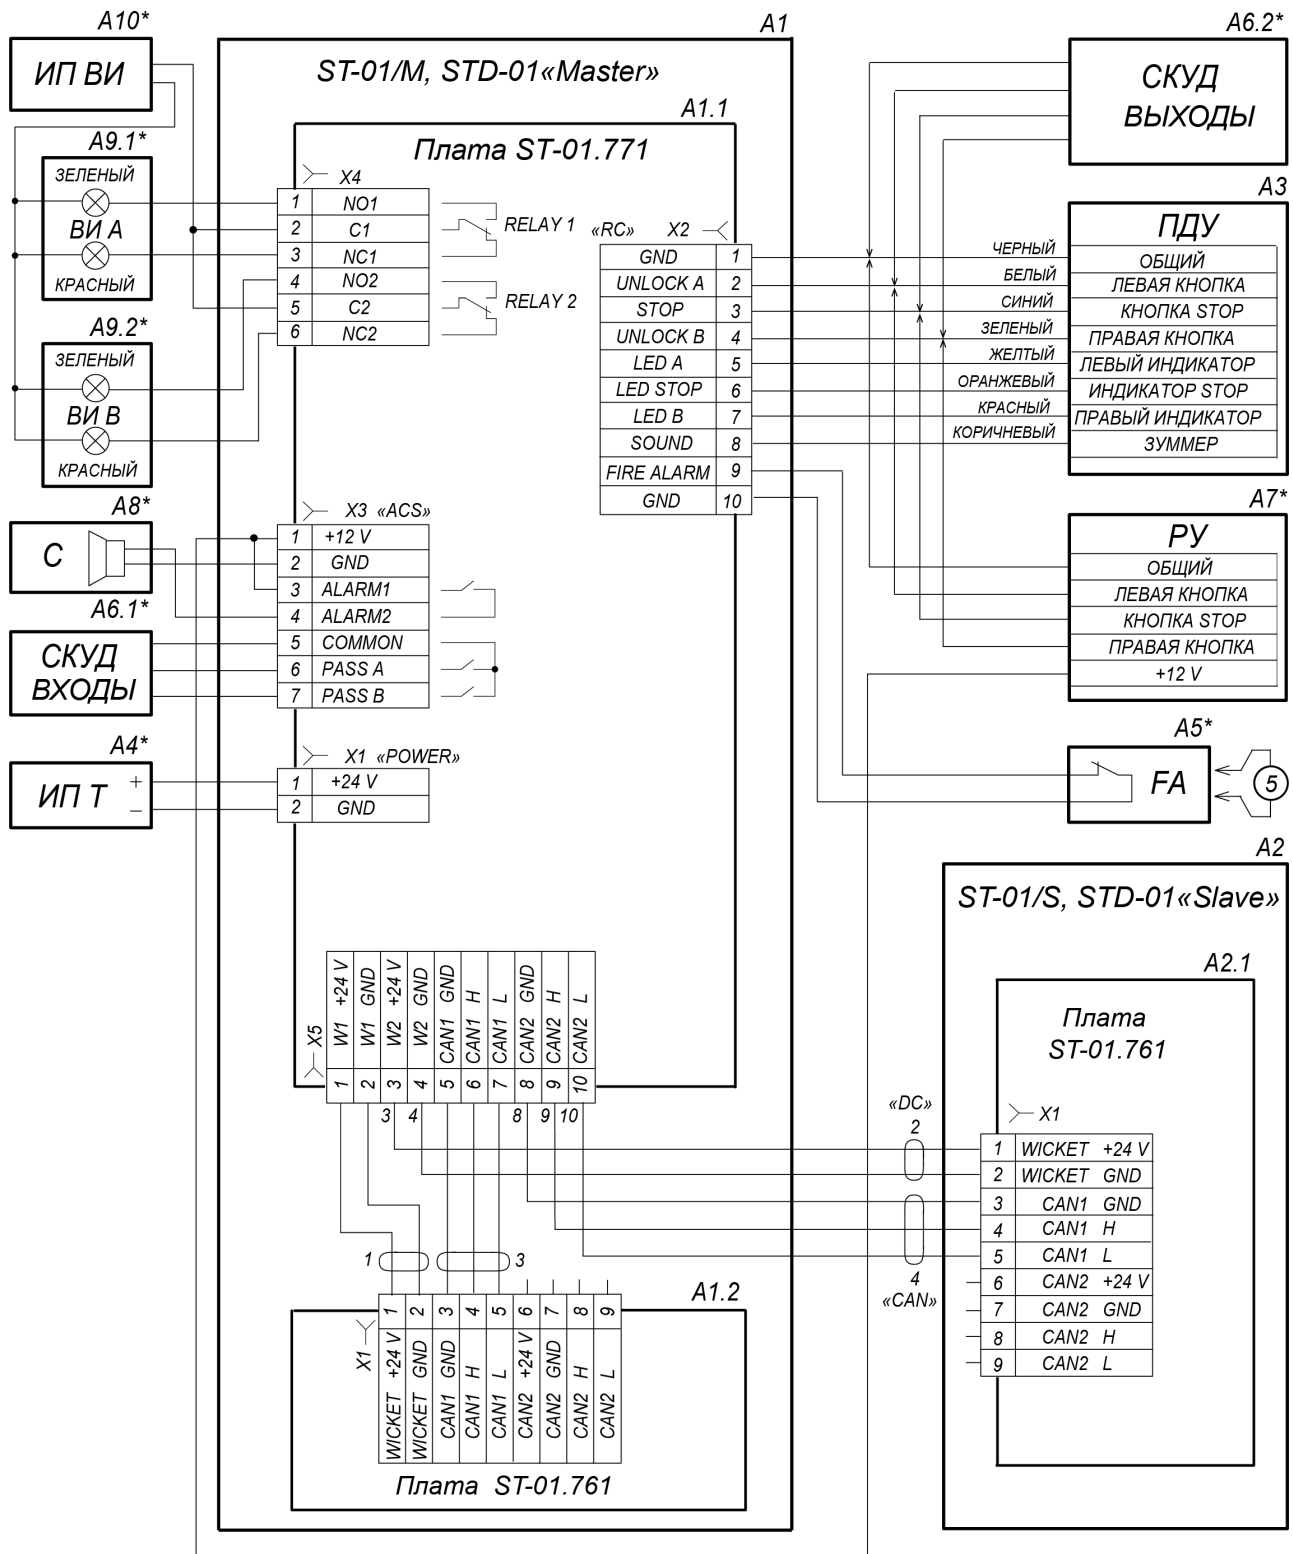 A10*
ИП ВИ
A9.1*
ЗЕЛЕНЫЙ
ВИ А
КРАСНЫЙ
A9.2*
ЗЕЛЕНЫЙ
ВИ В
КРАСНЫЙ
A8*
С
A6.1*
СКУД
ВХОДЫ
A4*
ИП Т
+
–
A1
ST-01/M, STD-01«Master»
A1.1
Плата ST-01.771
X4
1 NO1
2 C1
3 NC1
4 NO2
5 C2
6 NC2
RELAY 1
RELAY 2
X3 «ACS»
1 +12 V
2 GND
3 ALARM1
4 ALARM2
5 COMMON
6 PASS A
7 PASS B
X1 «POWER»
1 +24 V
2 GND
«RC» X2
GND 1
UNLOCK A 2
STOP 3
UNLOCK B 4
LED A 5
LED STOP 6
LED B 7
SOUND 8
FIRE ALARM 9
GND 10
ЧЕРНЫЙ
БЕЛЫЙ
СИНИЙ
ЗЕЛЕНЫЙ
ЖЕЛТЫЙ
ОРАНЖЕВЫЙ
КРАСНЫЙ
КОРИЧНЕВЫЙ
A6.2*
СКУД
ВЫХОДЫ
A3
ПДУ
ОБЩИЙ
ЛЕВАЯ КНОПКА
КНОПКА STOP
ПРАВАЯ КНОПКА
ЛЕВЫЙ ИНДИКАТОР
ИНДИКАТОР STOP
ПРАВЫЙ ИНДИКАТОР
ЗУММЕР
A7*
РУ
ОБЩИЙ
ЛЕВАЯ КНОПКА
КНОПКА STOP
ПРАВАЯ КНОПКА
+12 V
A5*
FA
5
X5
1 W1 +24 V
2 W1 GND
3 W2 +24 V
4 W2 GND
5 CAN1 GND
6 CAN1 H
7 CAN1 L
8 CAN2 GND
9 CAN2 H
10 CAN2 L
3 4 8 9 10
1 3
A1.2
X1
1 WICKET +24 V
2 WICKET GND
3 CAN1 GND
4 CAN1 H
5 CAN1 L
6 CAN2 +24 V
7 CAN2 GND
8 CAN2 H
9 CAN2 L
Плата ST-01.761
«DC»
2
4
«CAN»
A2
ST-01/S, STD-01«Slave»
A2.1
Плата
ST-01.761
X1
1 WICKET +24 V
2 WICKET GND
3 CAN1 GND
4 CAN1 H
5 CAN1 L
6 CAN2 +24 V
7 CAN2 GND
8 CAN2 H
9 CAN2 L